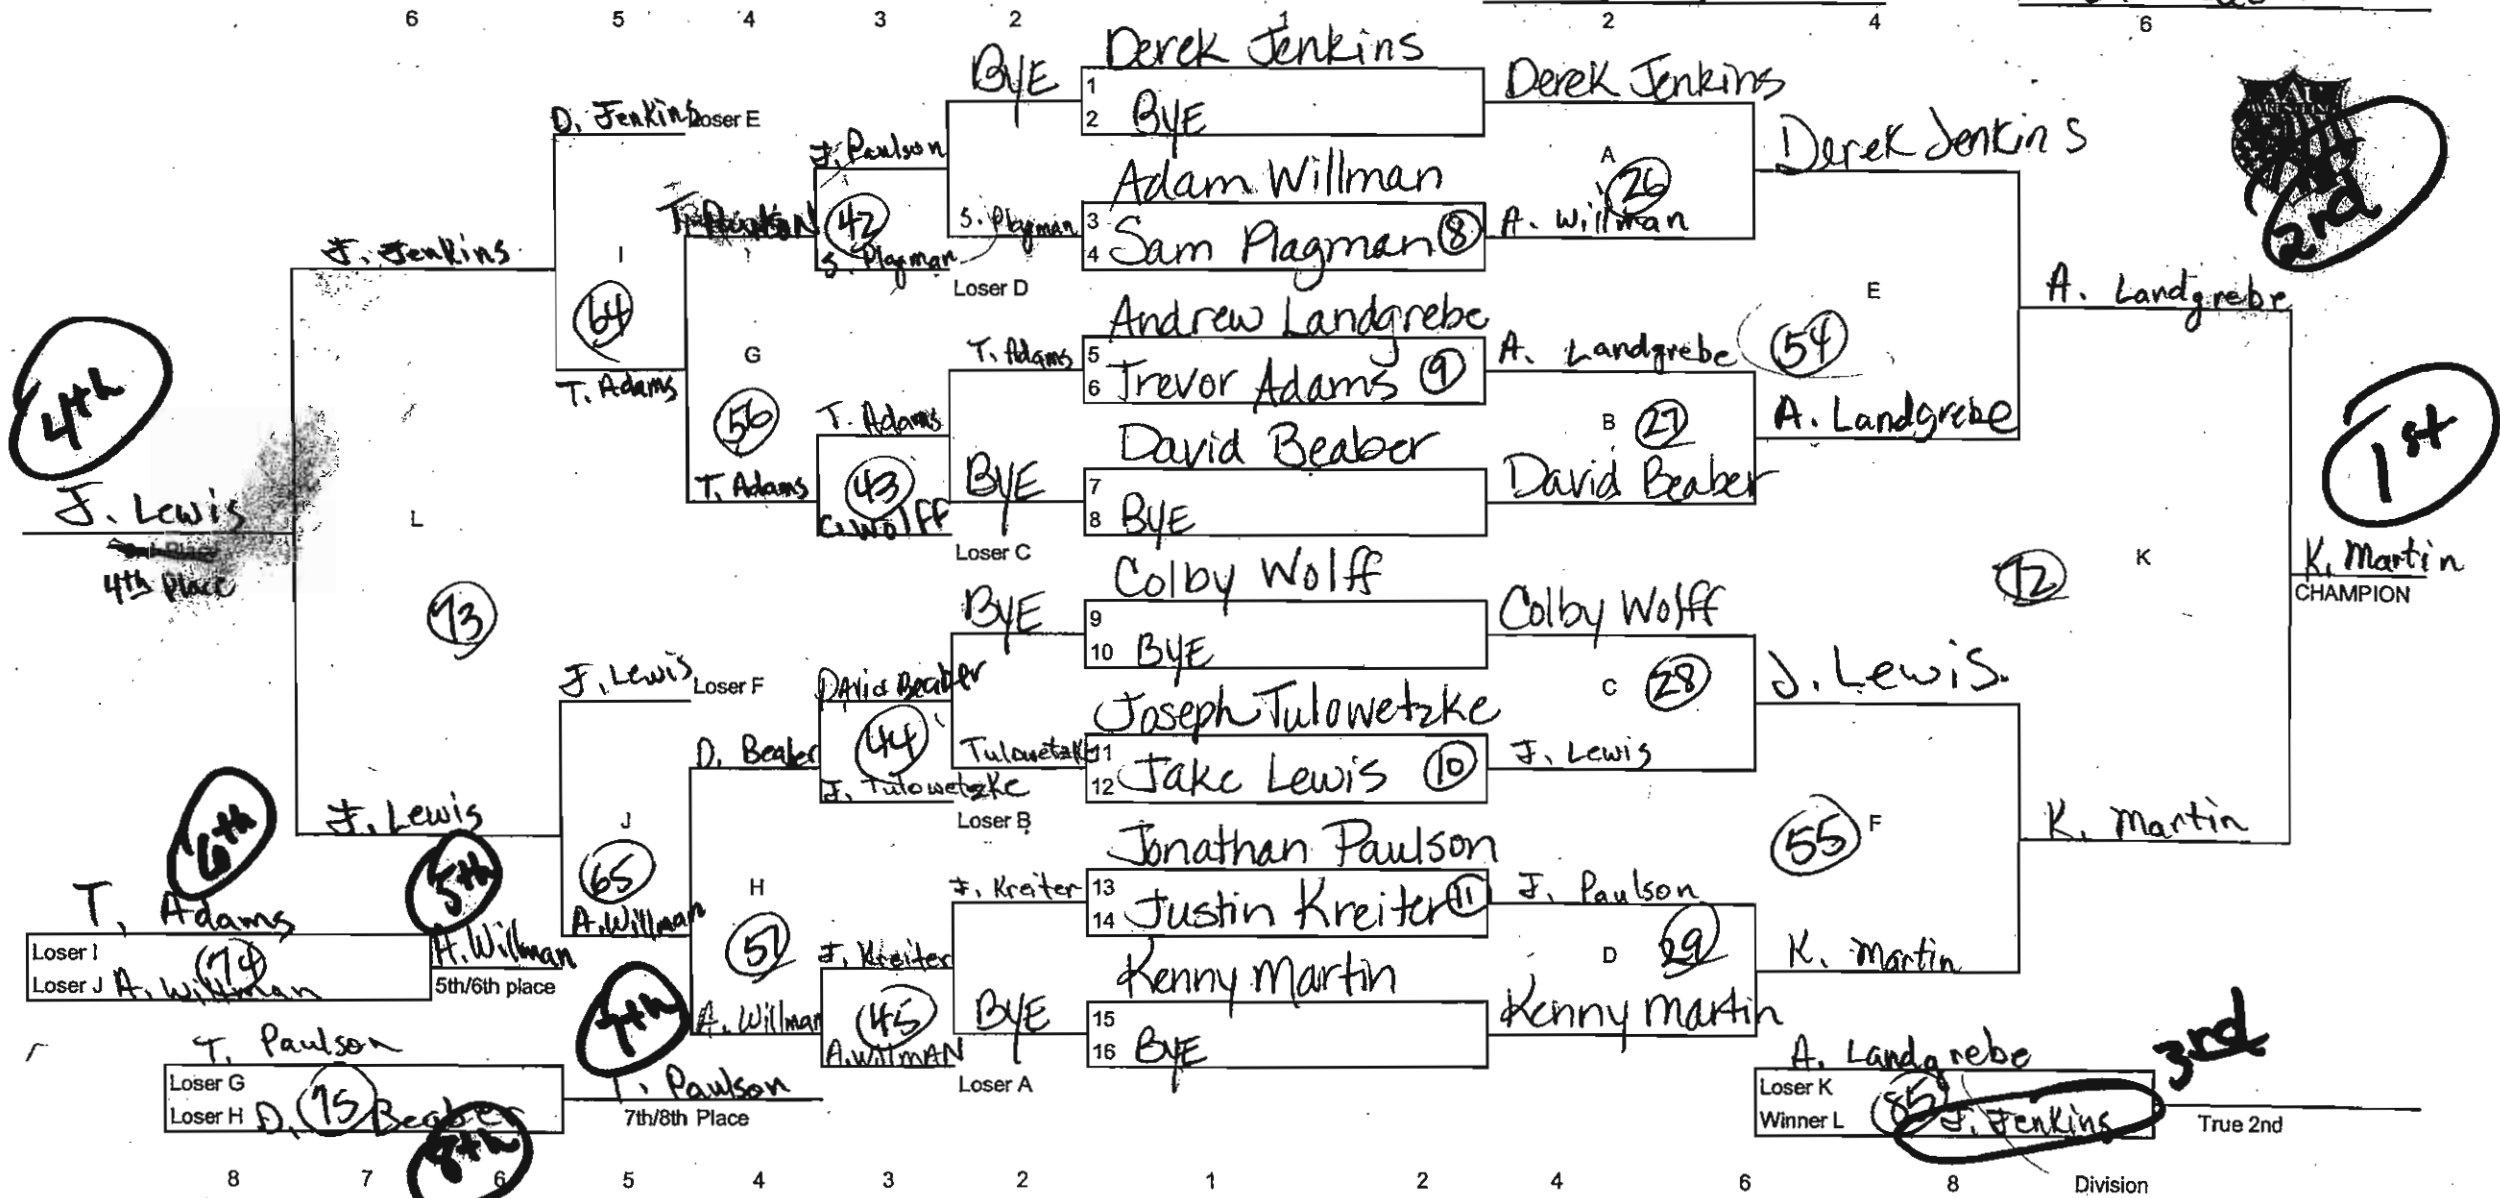 6 5 4 3 2 1 2 4 6
Derek Jenkins
1
2 BYE
Adam Willman
3
4 Sam Plagman 8
Andrew Landgrebe
5
6 Trevor Adams 9
David Beaber
7
8 BYE
Colby Wolff
9
10 BYE
Joseph Tulowetzke
11
12 Jake Lewis 10
Jonathan Paulson
13
14 Justin Kreiter 11
Kenny Martin
15
16 BYE
Derek Jenkins
A 26
A. Willman
A. Landgrebe
B 27
David Beaber
Colby Wolff
C 28
J. Lewis
J. Paulson
D 29
Kenny Martin
Derek Jenkins
E 54
A. Landgrebe
J. Lewis.
F 55
K. Martin
A. Landgrebe
K 72
K. Martin
2nd
1st
K. Martin
CHAMPION
A. Landgrebe
Loser K 85
Winner L J. Jenkins
3rd
True 2nd
BYE
S. Plagman
T. Adams
BYE
BYE
Tulowetzke
J. Kreiter
BYE
J. Paulson
42
S. Plagman
Loser D
T. Adams
43
C. Wolff
Loser C
David Beaber
44
J. Tulowetzke
Loser B
J. Kreiter
45
A. Willman
Loser A
G 56
T. Adams
D. Beaber
H 57
A. Willman
D. Jenkins Loser E
I 64
T. Adams
J. Lewis Loser F
J 65
A. Willman
J. Jenkins
L 73
J. Lewis
4th
J. Lewis
4th Place
6th
T. Adams
Loser I 74
Loser J A. Willman
5th
A. Willman
5th/6th place
T. Paulson
Loser G 75
Loser H D. Beaber
8th
7th
T. Paulson
7th/8th Place
8 7 6 5 4 3 2 1 2 4 6 8 Division